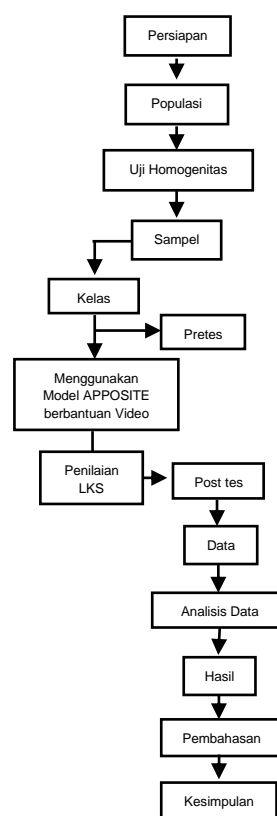 Persiapan
Populasi
Uji Homogenitas
Sampel
Kelas
Pretes
Menggunakan
Model APPOSITE
berbantuan Video
Penilaian
LKS
Post tes
Data
Analisis Data
Hasil
Pembahasan
Kesimpulan